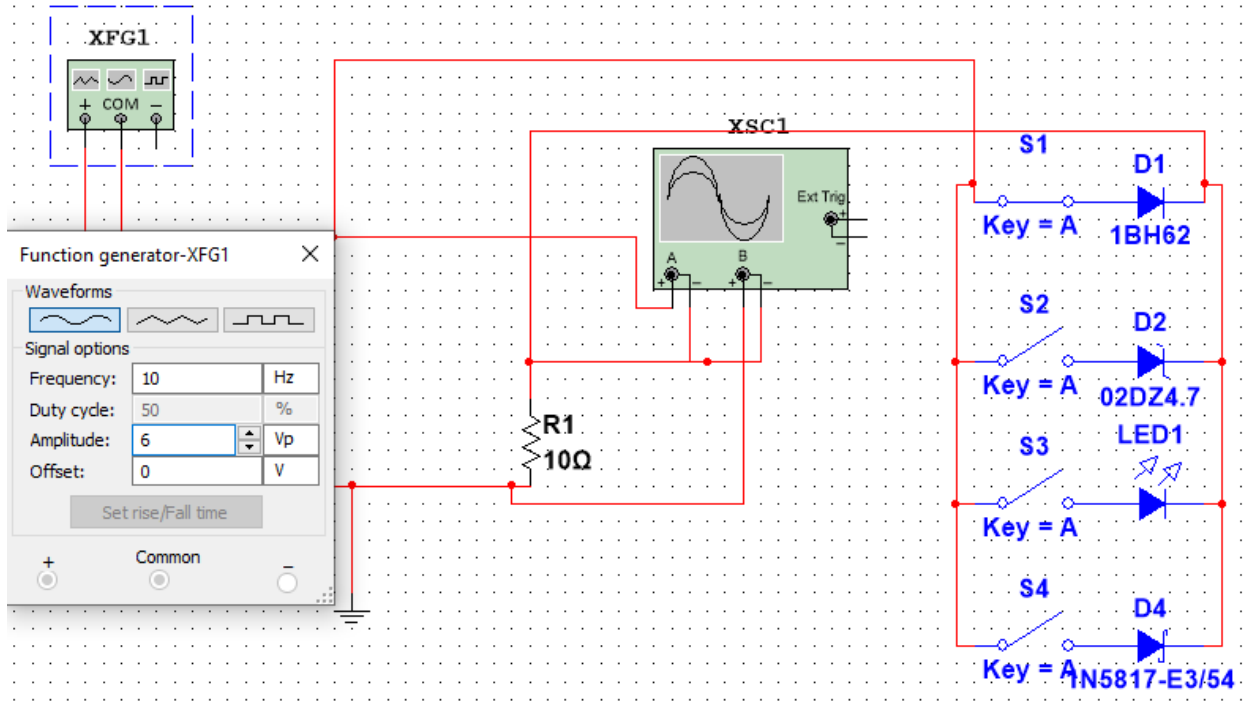 XFG1
+ COM −
Function generator-XFG1
Waveforms
Signal options
Frequency: 10 Hz
Duty cycle: 50 %
Amplitude: 6 Vp
Offset: 0 V
Set rise/Fall time
+ Common −
XSC1
Ext Trig
+
−
A B
+ − + −
R1
10Ω
S1
Key = A
D1
1BH62
S2
Key = A
D2
02DZ4.7
S3
Key = A
LED1
S4
Key = A
D4
1N5817-E3/54